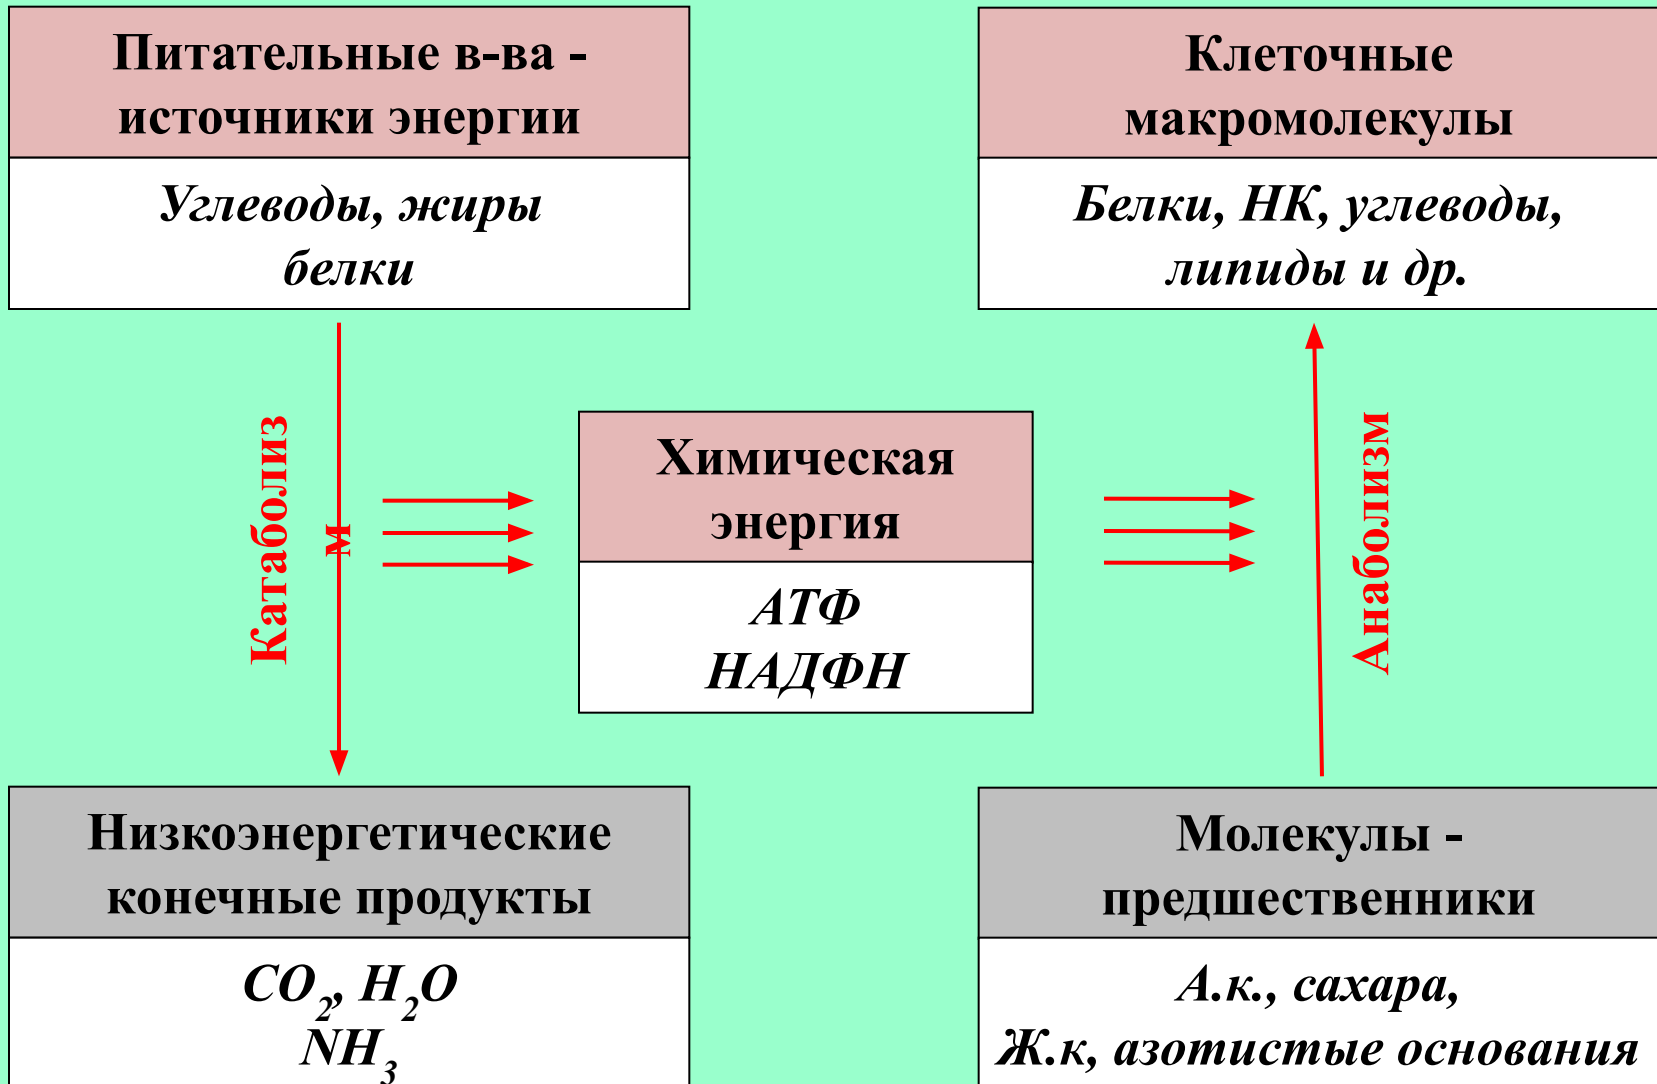 Питательные в-ва -
источники энергии
Углеводы, жиры
белки
Клеточные
макромолекулы
Белки, НК, углеводы,
липиды и др.
Катаболиз
м
Химическая
энергия
АТФ
НАДФН
Анаболизм
Низкоэнергетические
конечные продукты
CO2, H2O
NH3
Молекулы -
предшественники
А.к., сахара,
Ж.к, азотистые основания